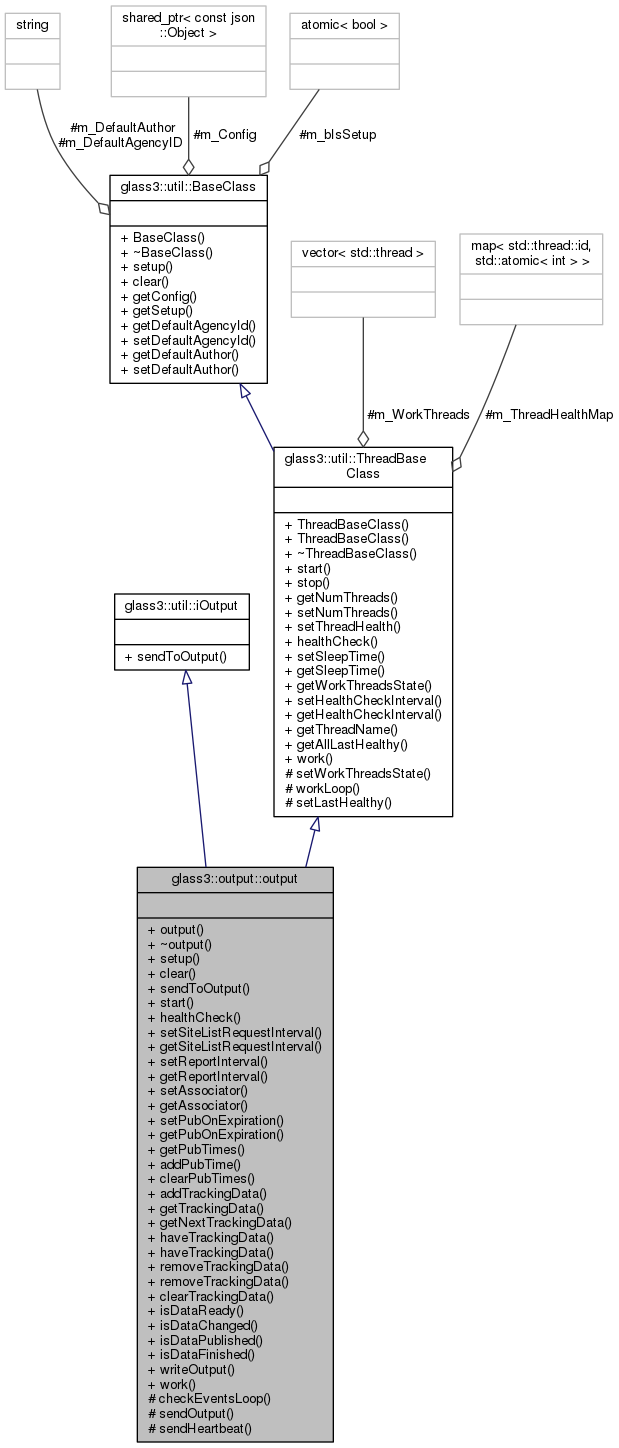 string
shared_ptr< const json
::Object >
atomic< bool >
#m_DefaultAuthor
#m_DefaultAgencyID
#m_Config
#m_bIsSetup
glass3::util::BaseClass
+ BaseClass()
+ ~BaseClass()
+ setup()
+ clear()
+ getConfig()
+ getSetup()
+ getDefaultAgencyId()
+ setDefaultAgencyId()
+ getDefaultAuthor()
+ setDefaultAuthor()
vector< std::thread >
map< std::thread::id,
std::atomic< int > >
#m_WorkThreads
#m_ThreadHealthMap
glass3::util::ThreadBase
Class
+ ThreadBaseClass()
+ ThreadBaseClass()
+ ~ThreadBaseClass()
+ start()
+ stop()
+ getNumThreads()
+ setNumThreads()
+ setThreadHealth()
+ healthCheck()
+ setSleepTime()
+ getSleepTime()
+ getWorkThreadsState()
+ setHealthCheckInterval()
+ getHealthCheckInterval()
+ getThreadName()
+ getAllLastHealthy()
+ work()
# setWorkThreadsState()
# workLoop()
# setLastHealthy()
glass3::util::iOutput
+ sendToOutput()
glass3::output::output
+ output()
+ ~output()
+ setup()
+ clear()
+ sendToOutput()
+ start()
+ healthCheck()
+ setSiteListRequestInterval()
+ getSiteListRequestInterval()
+ setReportInterval()
+ getReportInterval()
+ setAssociator()
+ getAssociator()
+ setPubOnExpiration()
+ getPubOnExpiration()
+ getPubTimes()
+ addPubTime()
+ clearPubTimes()
+ addTrackingData()
+ getTrackingData()
+ getNextTrackingData()
+ haveTrackingData()
+ haveTrackingData()
+ removeTrackingData()
+ removeTrackingData()
+ clearTrackingData()
+ isDataReady()
+ isDataChanged()
+ isDataPublished()
+ isDataFinished()
+ writeOutput()
+ work()
# checkEventsLoop()
# sendOutput()
# sendHeartbeat()